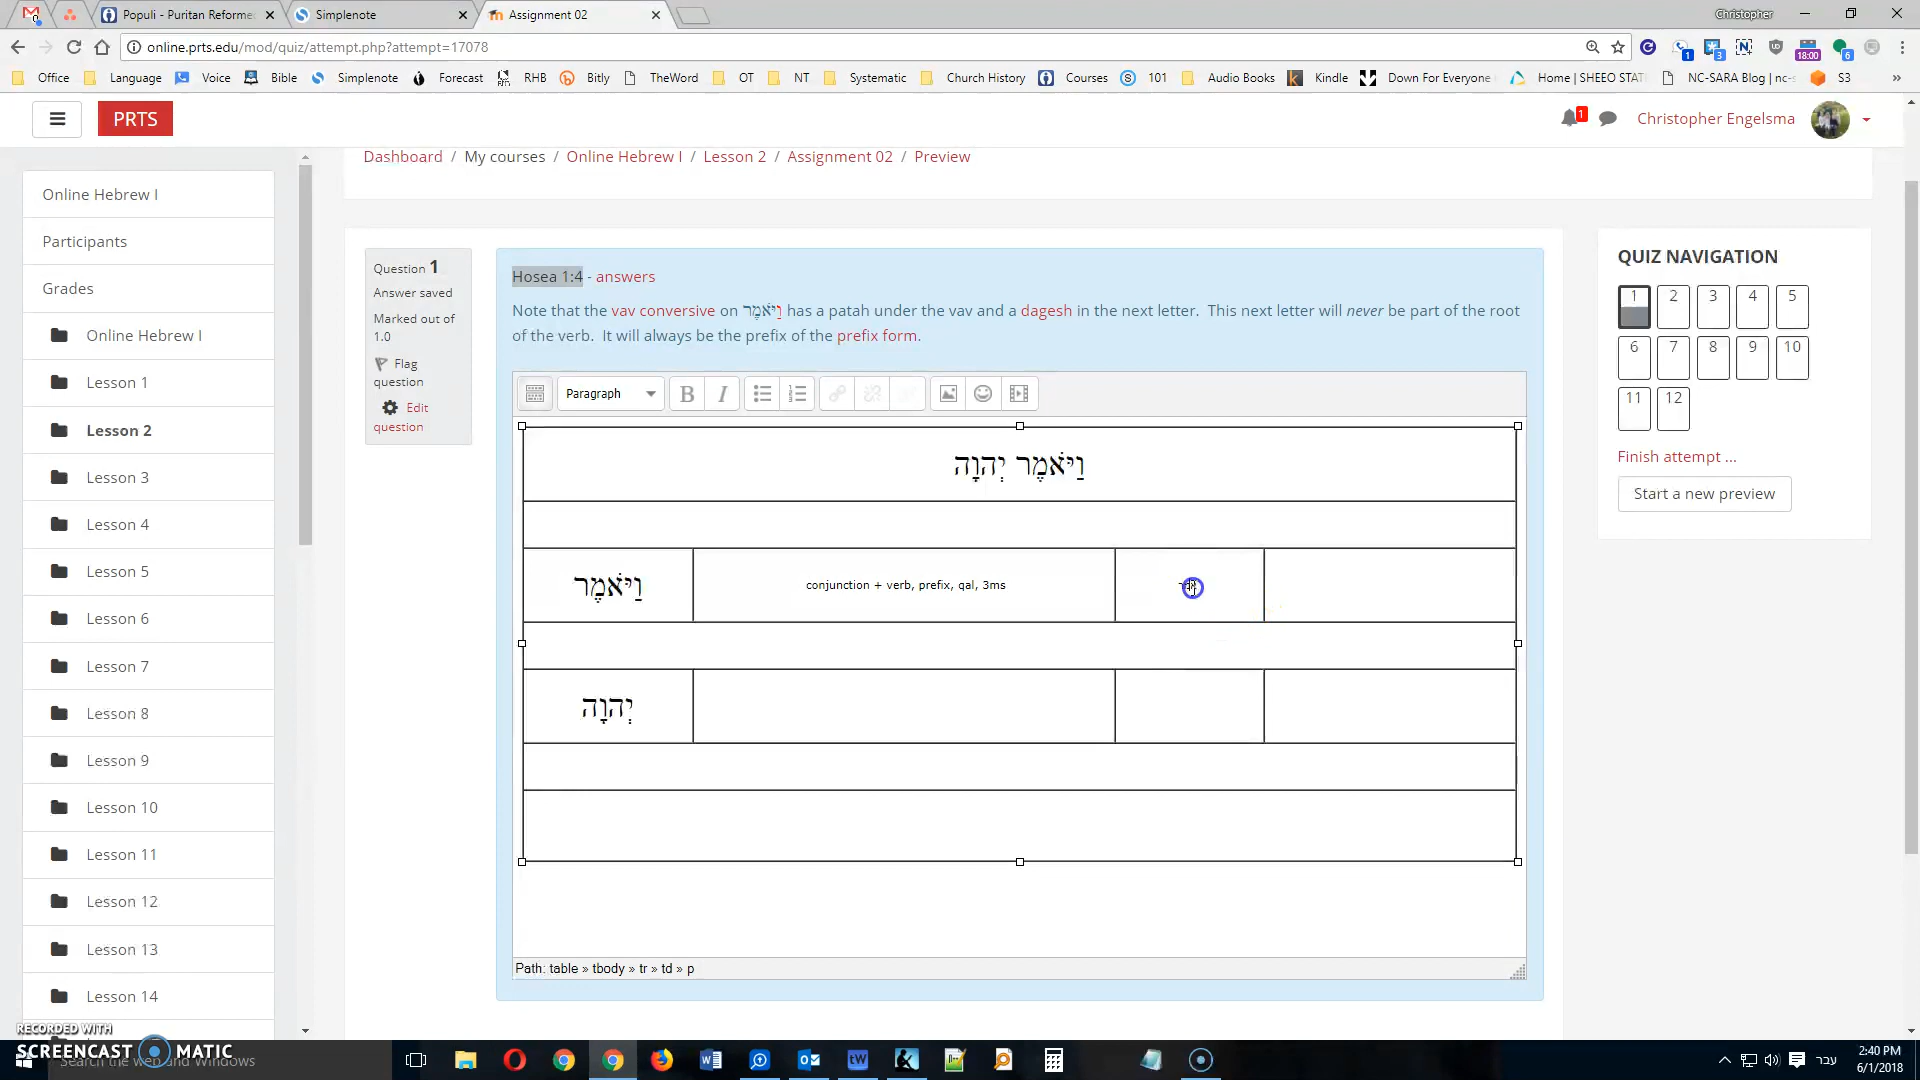 Populi - Puritan Reforme
Simplenote
Assignment 02
Christopher
online.prts.edu/mod/quiz/attempt.php?attempt=17078
Office Language Voice Bible Simplenote Forecast RHB Bitly TheWord OT NT Systematic Church History Courses 101 Audio Books Kindle Down For Everyone Home | SHEEO STAT NC-SARA Blog | nc-s S3 »
PRTS
1
Christopher Engelsma
Dashboard / My courses / Online Hebrew I / Lesson 2 / Assignment 02 / Preview
Online Hebrew I
Participants
Grades
Online Hebrew I
Lesson 1
Lesson 2
Lesson 3
Lesson 4
Lesson 5
Lesson 6
Lesson 7
Lesson 8
Lesson 9
Lesson 10
Lesson 11
Lesson 12
Lesson 13
Lesson 14
Question 1
Answer saved
Marked out of
1.0
Flag
question
Edit
question
Hosea 1:4 - answers
Note that the vav conversive on וַיֹּאמֶר has a patah under the vav and a dagesh in the next letter. This next letter will never be part of the root
of the verb. It will always be the prefix of the prefix form.
Paragraph B I
וַיֹּאמֶר יְהוָה
וַיֹּאמֶר conjunction + verb, prefix, qal, 3ms
יְהוָה
Path: table » tbody » tr » td » p
QUIZ NAVIGATION
1 2 3 4 5
6 7 8 9 10
11 12
Finish attempt ...
Start a new preview
RECORDED WITH
SCREENCAST MATIC
Search the web and Windows
עבר
2:40 PM
6/1/2018